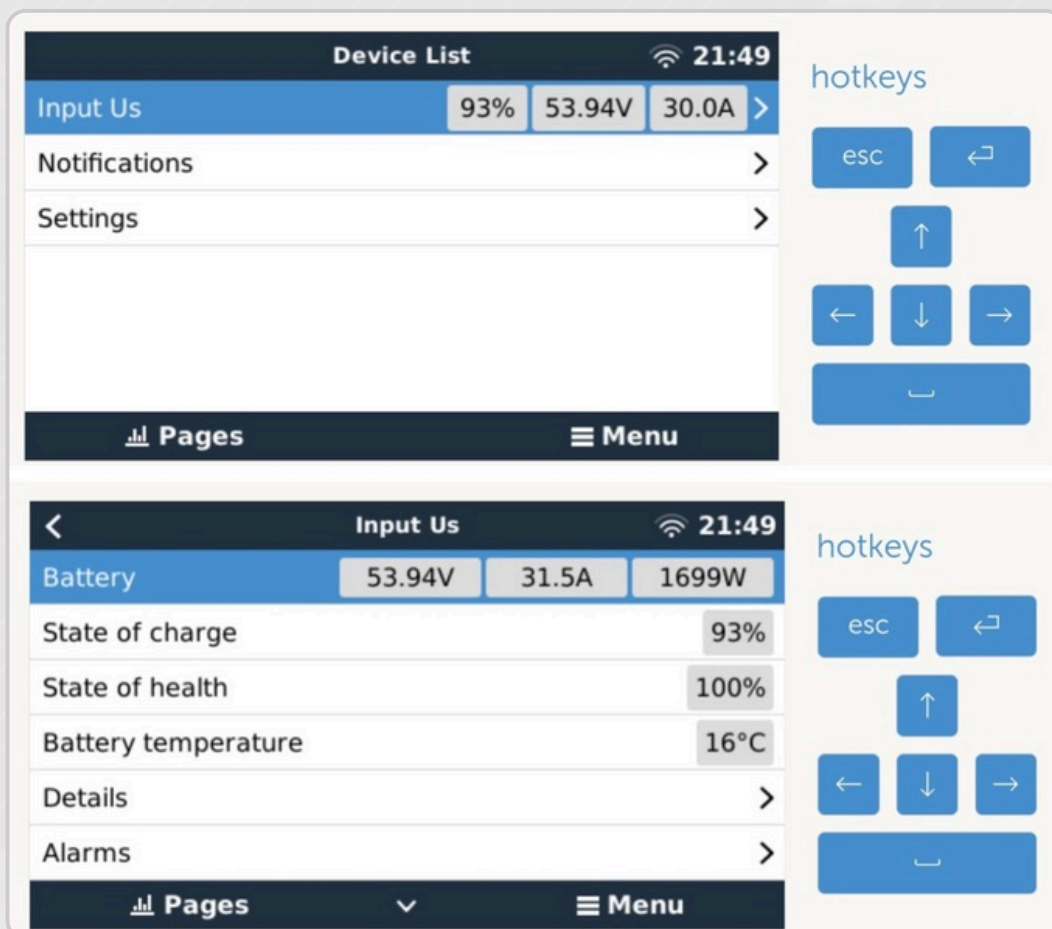 Device List 21:49
Input Us 93% 53.94V 30.0A
Notifications
Settings
Pages Menu
hotkeys
esc
Input Us 21:49
Battery 53.94V 31.5A 1699W
State of charge 93%
State of health 100%
Battery temperature 16°C
Details
Alarms
Pages Menu
hotkeys
esc